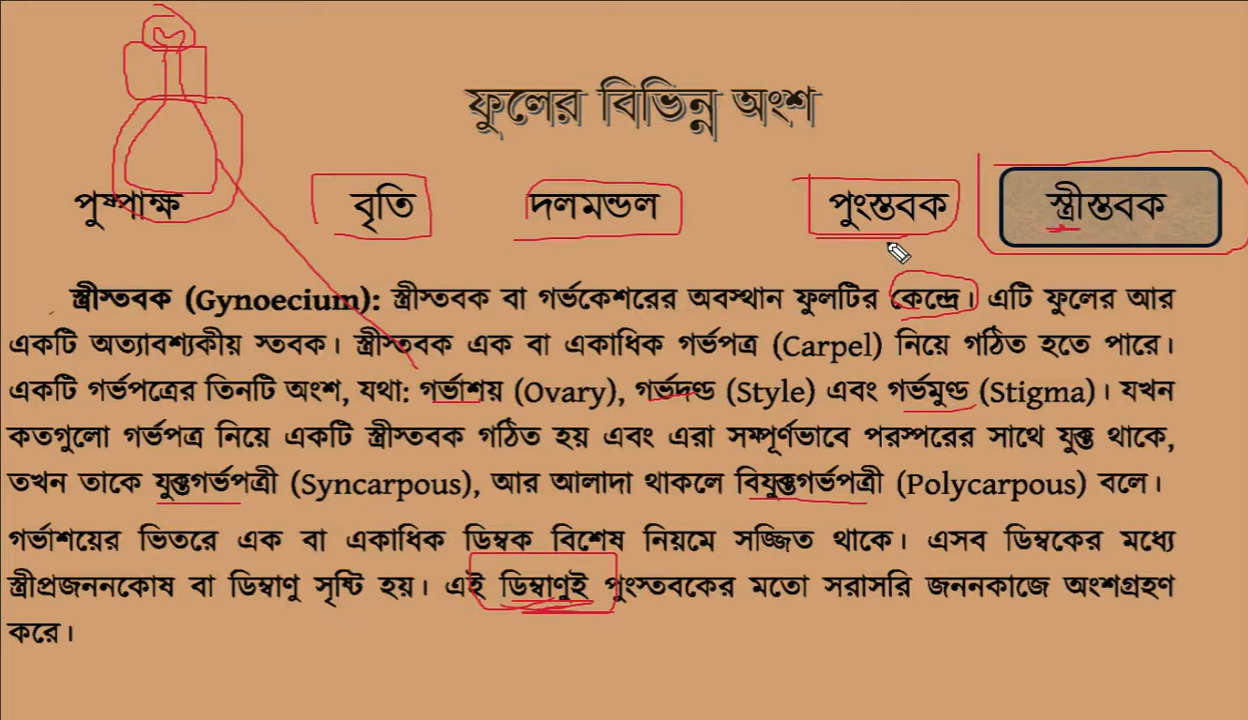 ফুলের বিভিন্ন অংশ
পুষ্পাক্ষ বৃতি দলমন্ডল পুংস্তবক স্ত্রীস্তবক
স্ত্রীস্তবক (Gynoecium): স্ত্রীস্তবক বা গর্ভকেশরের অবস্থান ফুলটির কেন্দ্রে। এটি ফুলের আর
একটি অত্যাবশ্যকীয় স্তবক। স্ত্রীস্তবক এক বা একাধিক গর্ভপত্র (Carpel) নিয়ে গঠিত হতে পারে।
একটি গর্ভপত্রের তিনটি অংশ, যথা: গর্ভাশয় (Ovary), গর্ভদণ্ড (Style) এবং গর্ভমুণ্ড (Stigma)। যখন
কতগুলো গর্ভপত্র নিয়ে একটি স্ত্রীস্তবক গঠিত হয় এবং এরা সম্পূর্ণভাবে পরস্পরের সাথে যুক্ত থাকে,
তখন তাকে যুক্তগর্ভপত্রী (Syncarpous), আর আলাদা থাকলে বিযুক্তগর্ভপত্রী (Polycarpous) বলে।
গর্ভাশয়ের ভিতরে এক বা একাধিক ডিম্বক বিশেষ নিয়মে সজ্জিত থাকে। এসব ডিম্বকের মধ্যে
স্ত্রীপ্রজননকোষ বা ডিম্বাণু সৃষ্টি হয়। এই ডিম্বাণুই পুংস্তবকের মতো সরাসরি জননকাজে অংশগ্রহণ
করে।